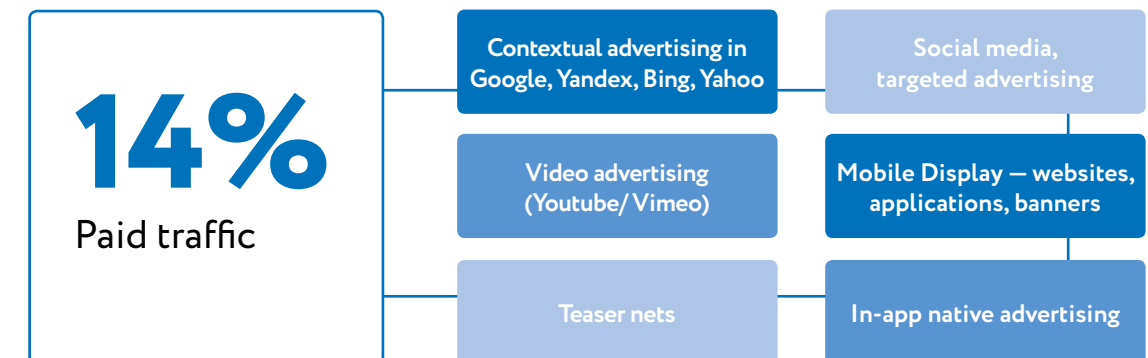 14%
Paid traffic
Contextual advertising in
Google, Yandex, Bing, Yahoo
Social media,
targeted advertising
Video advertising
(Youtube/ Vimeo)
Mobile Display — websites,
applications, banners
Teaser nets
In-app native advertising